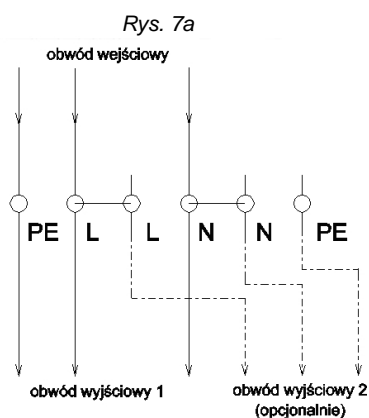 Rys. 7a
obwód wejściowy
PE L L N N PE
obwód wyjściowy 1
obwód wyjściowy 2
(opcjonalnie)